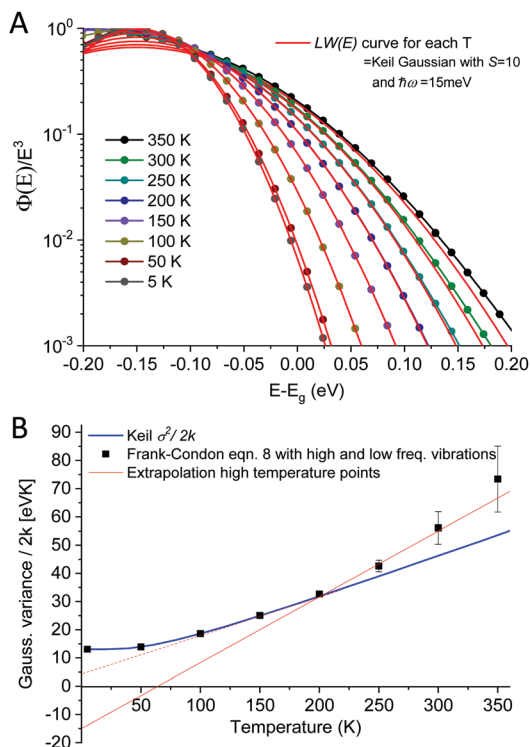 A
Φ(E)/E³
10⁰
10⁻¹
10⁻²
10⁻³
LW(E) curve for each T
=Keil Gaussian with S=10
and ħω=15meV
350 K
300 K
250 K
200 K
150 K
100 K
50 K
5 K
-0.20 -0.15 -0.10 -0.05 0.00 0.05 0.10 0.15 0.20
E-Eg (eV)
B
Gauss. variance / 2k [eVK]
90
80
70
60
50
40
30
20
10
0
-10
-20
Keil σ²/ 2k
Frank-Condon eqn. 8 with high and low freq. vibrations
Extrapolation high temperature points
0 50 100 150 200 250 300 350
Temperature (K)